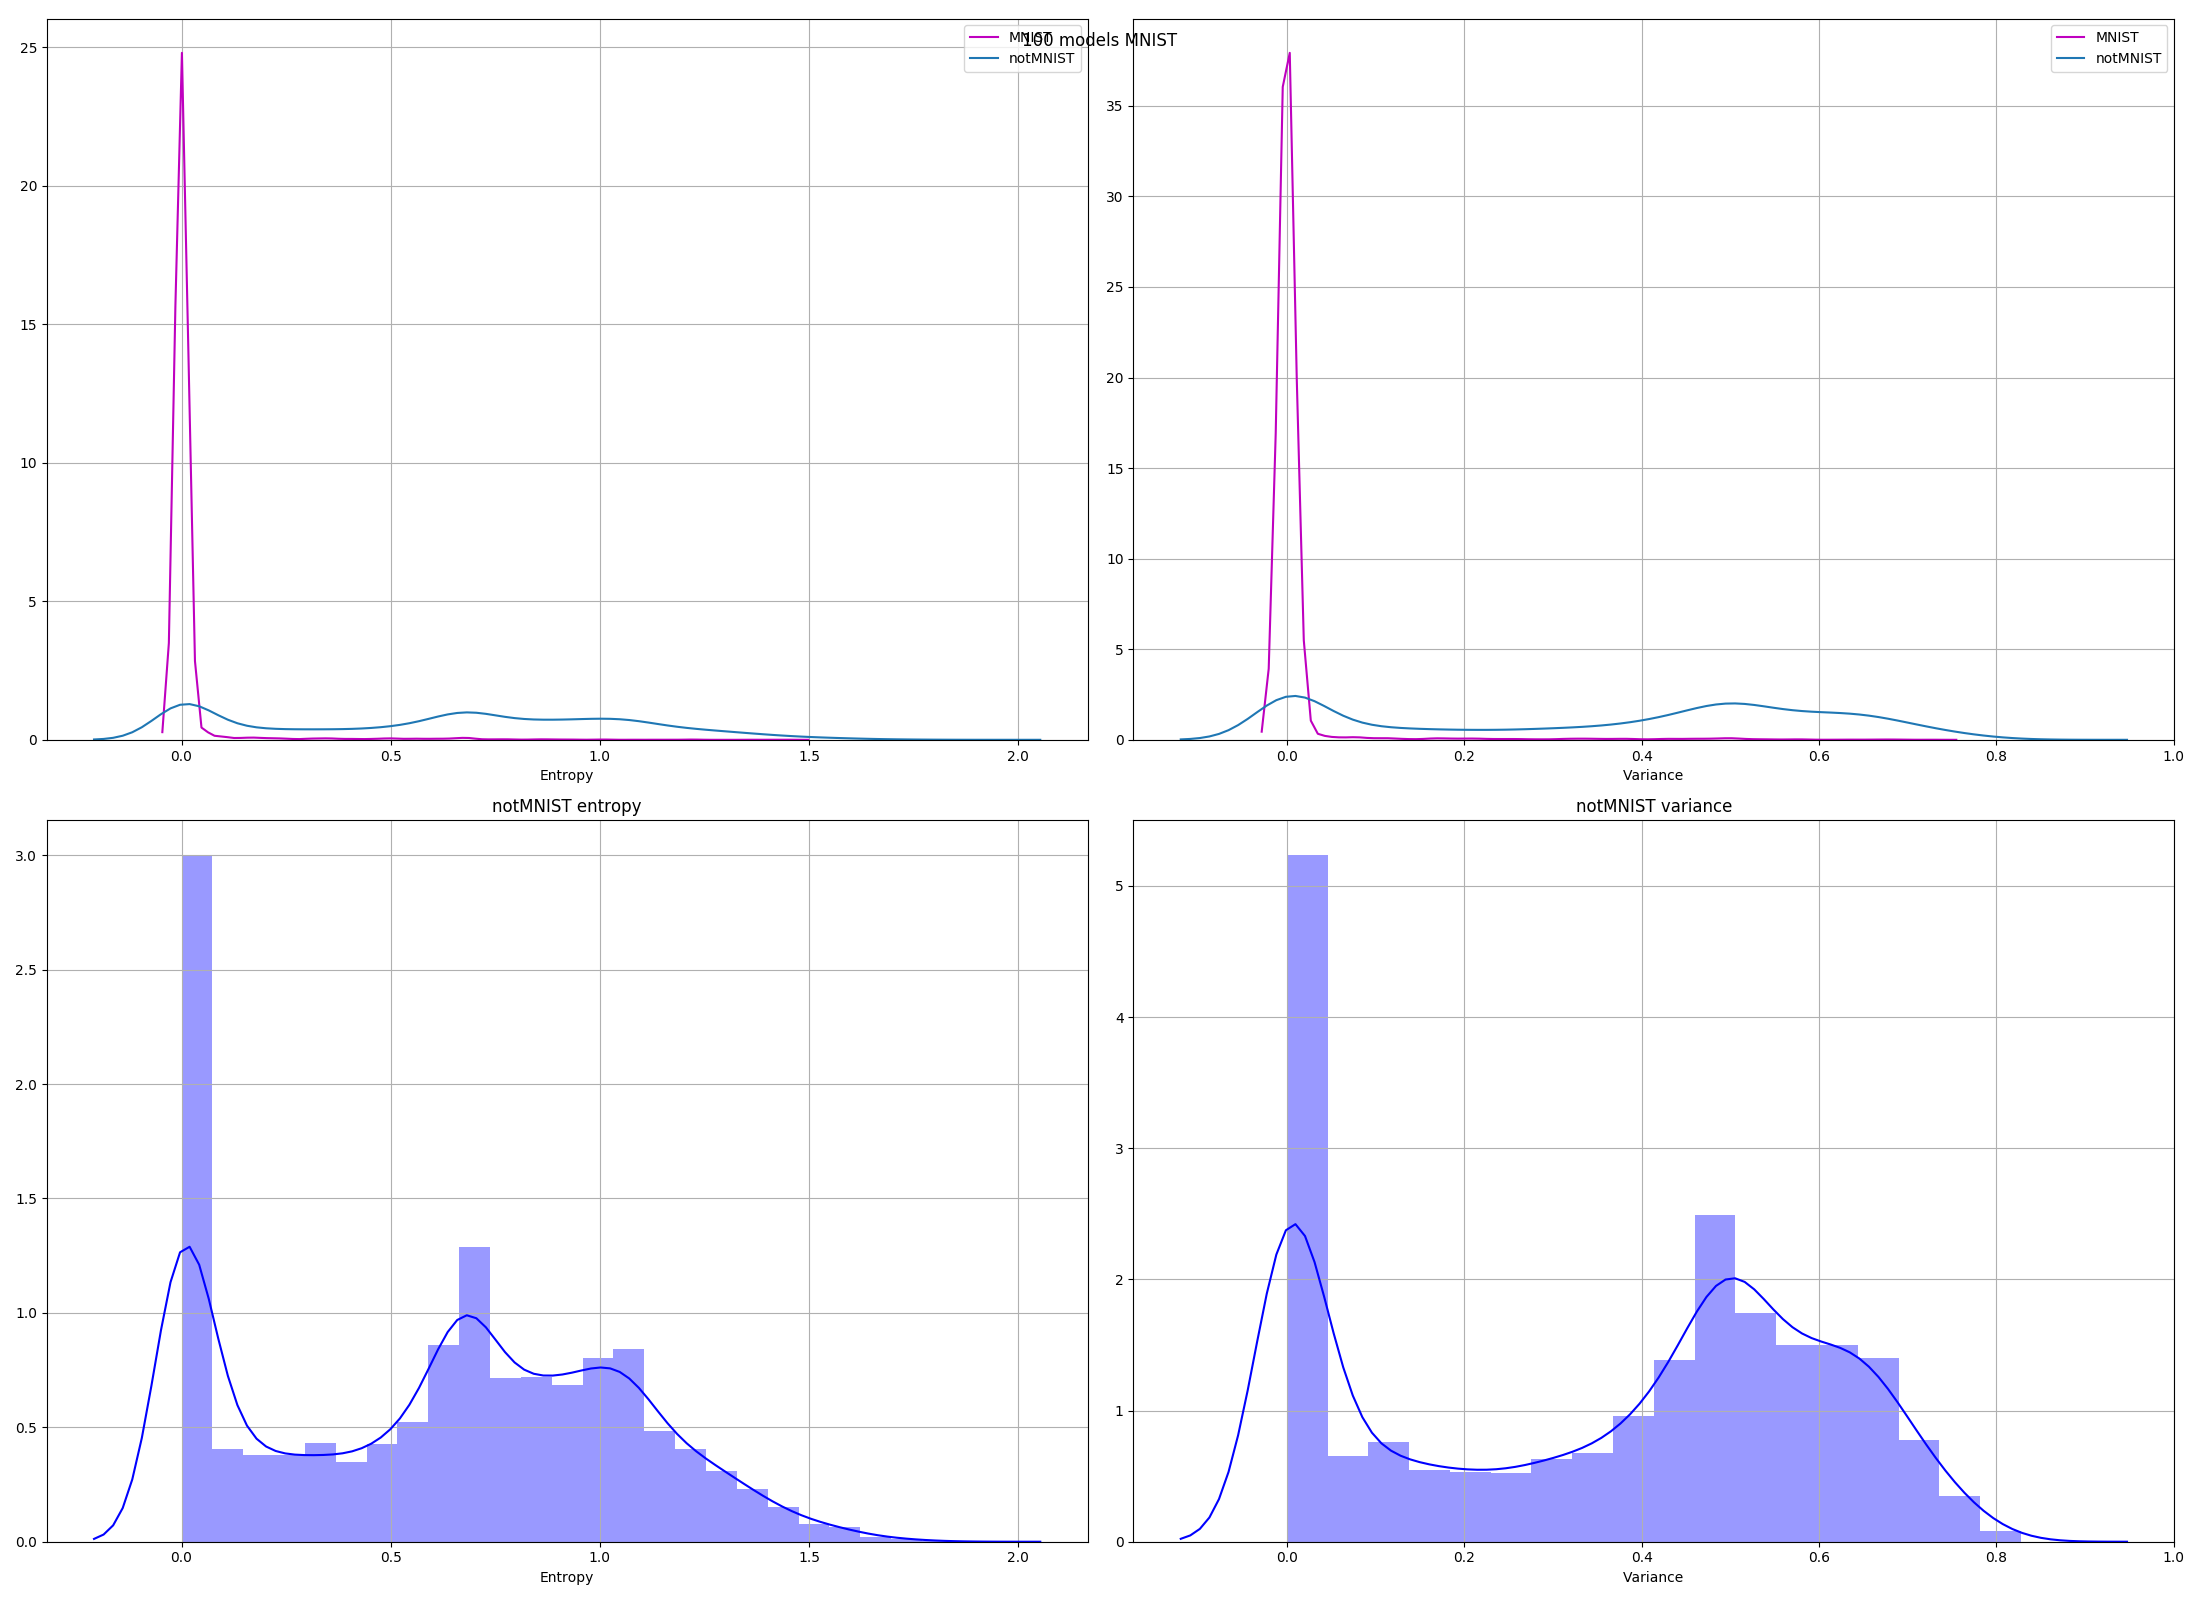 100 models MNIST
MNIST
notMNIST
25
20
15
10
5
0
0.0 0.5 1.0 1.5 2.0
Entropy
MNIST
notMNIST
35
30
25
20
15
10
5
0
0.0 0.2 0.4 0.6 0.8 1.0
Variance
notMNIST entropy
3.0
2.5
2.0
1.5
1.0
0.5
0.0
0.0 0.5 1.0 1.5 2.0
Entropy
notMNIST variance
5
4
3
2
1
0
0.0 0.2 0.4 0.6 0.8 1.0
Variance